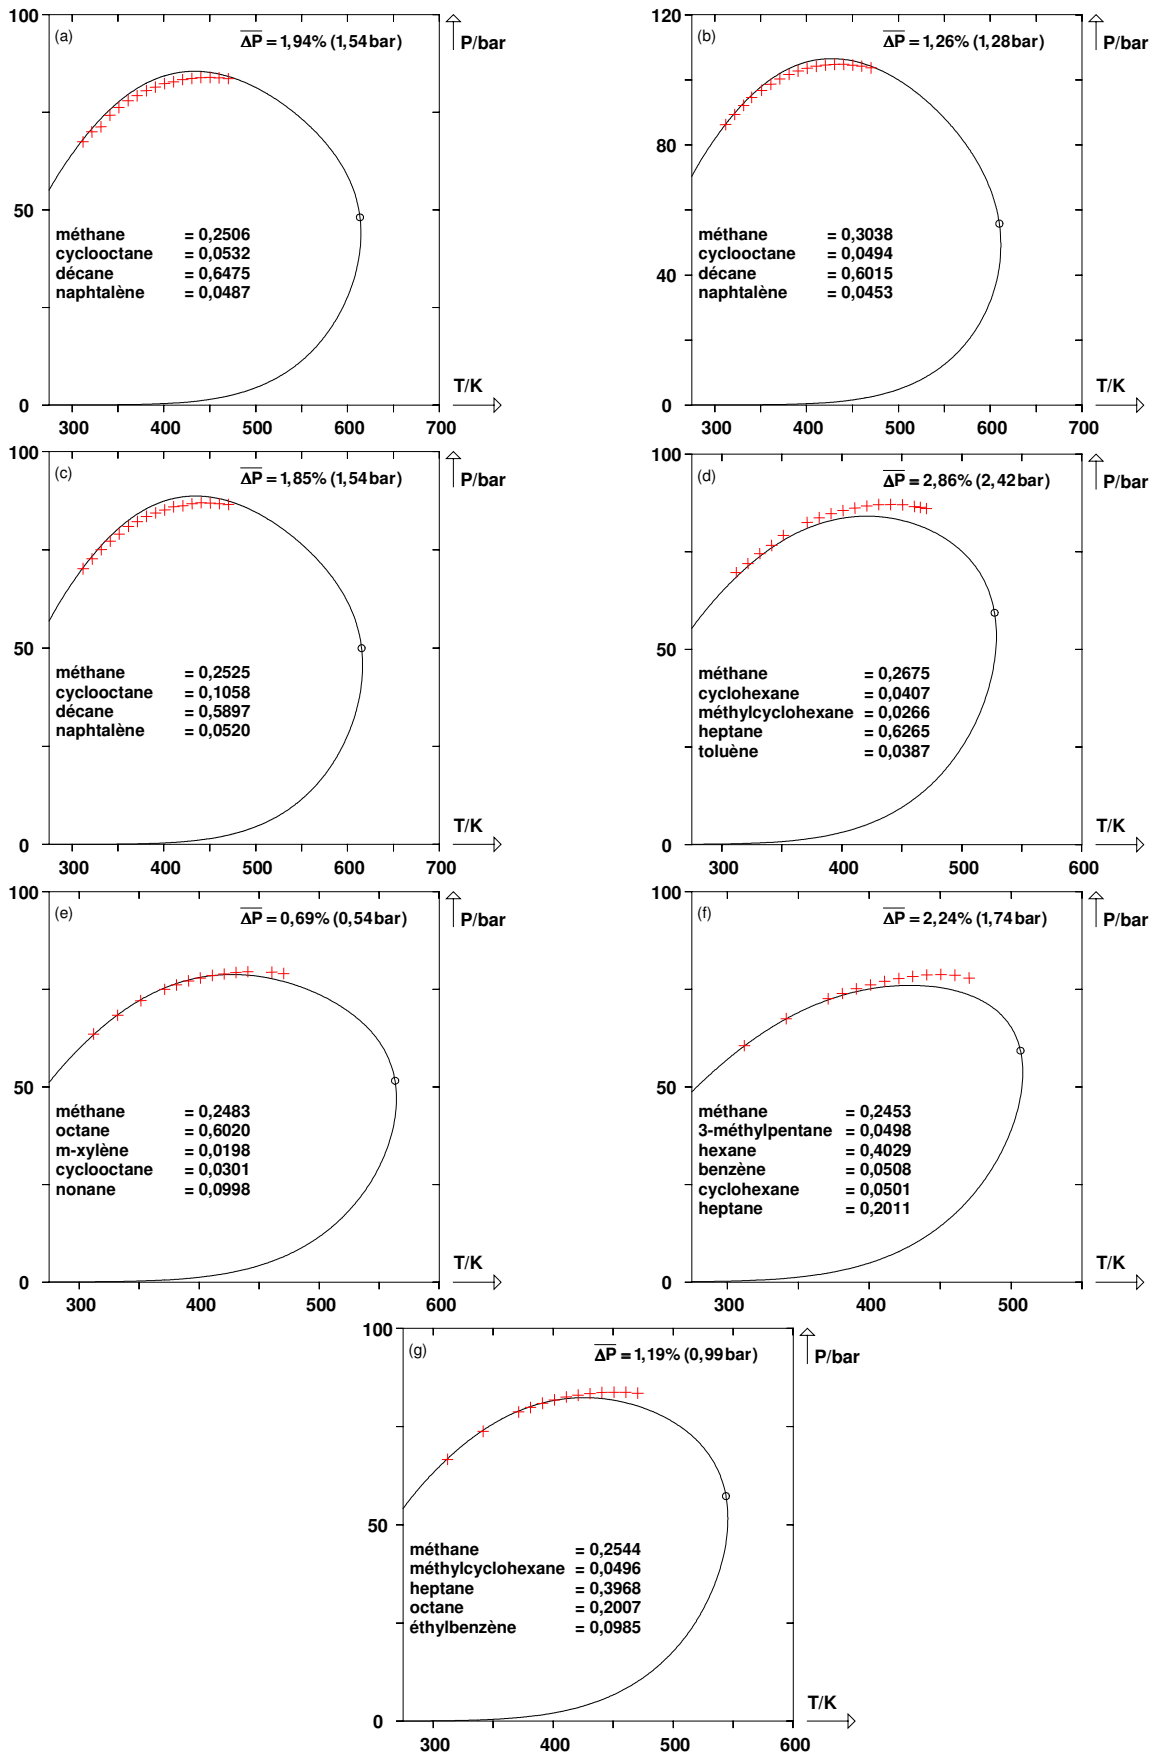 100
(a)
ΔP = 1,94% (1,54 bar)
P/bar
50
méthane = 0,2506
cyclooctane = 0,0532
décane = 0,6475
naphtalène = 0,0487
T/K
0
300 400 500 600 700
120
(b)
ΔP = 1,26% (1,28 bar)
P/bar
80
méthane = 0,3038
cyclooctane = 0,0494
décane = 0,6015
naphtalène = 0,0453
40
T/K
0
300 400 500 600 700
100
(c)
ΔP = 1,85% (1,54 bar)
P/bar
50
méthane = 0,2525
cyclooctane = 0,1058
décane = 0,5897
naphtalène = 0,0520
T/K
0
300 400 500 600 700
100
(d)
ΔP = 2,86% (2,42 bar)
P/bar
50
méthane = 0,2675
cyclohexane = 0,0407
méthylcyclohexane = 0,0266
heptane = 0,6265
toluène = 0,0387
T/K
0
300 400 500 600
100
(e)
ΔP = 0,69% (0,54 bar)
P/bar
50
méthane = 0,2483
octane = 0,6020
m-xylène = 0,0198
cyclooctane = 0,0301
nonane = 0,0998
T/K
0
300 400 500 600
100
(f)
ΔP = 2,24% (1,74 bar)
P/bar
50
méthane = 0,2453
3-méthylpentane = 0,0498
hexane = 0,4029
benzène = 0,0508
cyclohexane = 0,0501
heptane = 0,2011
T/K
0
300 400 500
100
(g)
ΔP = 1,19% (0,99 bar)
P/bar
50
méthane = 0,2544
méthylcyclohexane = 0,0496
heptane = 0,3968
octane = 0,2007
éthylbenzène = 0,0985
T/K
0
300 400 500 600